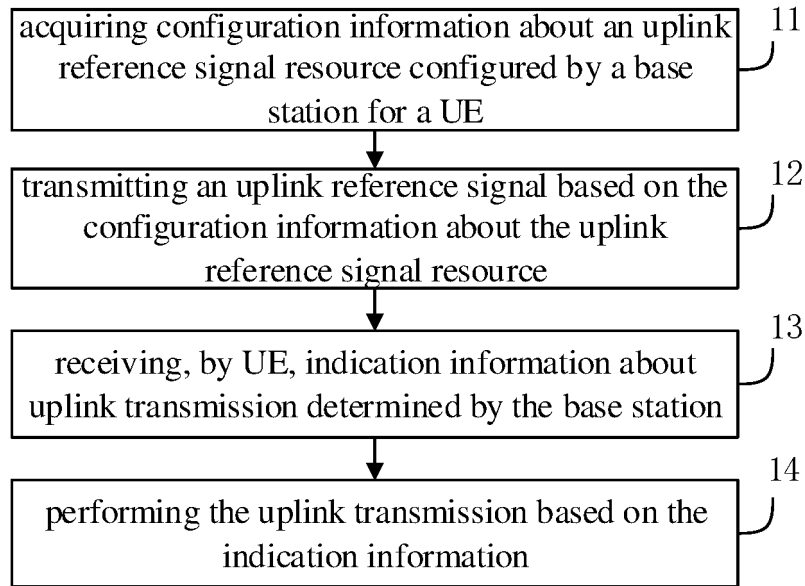 acquiring configuration information about an uplink
reference signal resource configured by a base
station for a UE
11
transmitting an uplink reference signal based on the
configuration information about the uplink
reference signal resource
12
receiving, by UE, indication information about
uplink transmission determined by the base station
13
performing the uplink transmission based on the
indication information
14